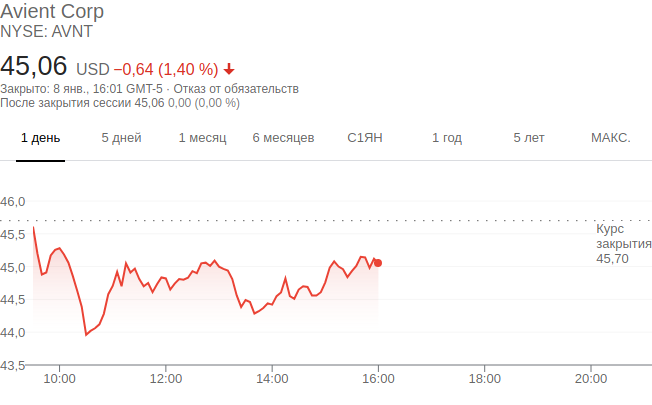 Avient Corp
NYSE: AVNT
45,06 USD −0,64 (1,40 %)
Закрыто: 8 янв., 16:01 GMT-5 · Отказ от обязательств
После закрытия сессии 45,06 0,00 (0,00 %)
1 день 5 дней 1 месяц 6 месяцев С1ЯН 1 год 5 лет МАКС.
46,0
45,5
45,0
44,5
44,0
43,5
Курс
закрытия
45,70
10:00 12:00 14:00 16:00 18:00 20:00